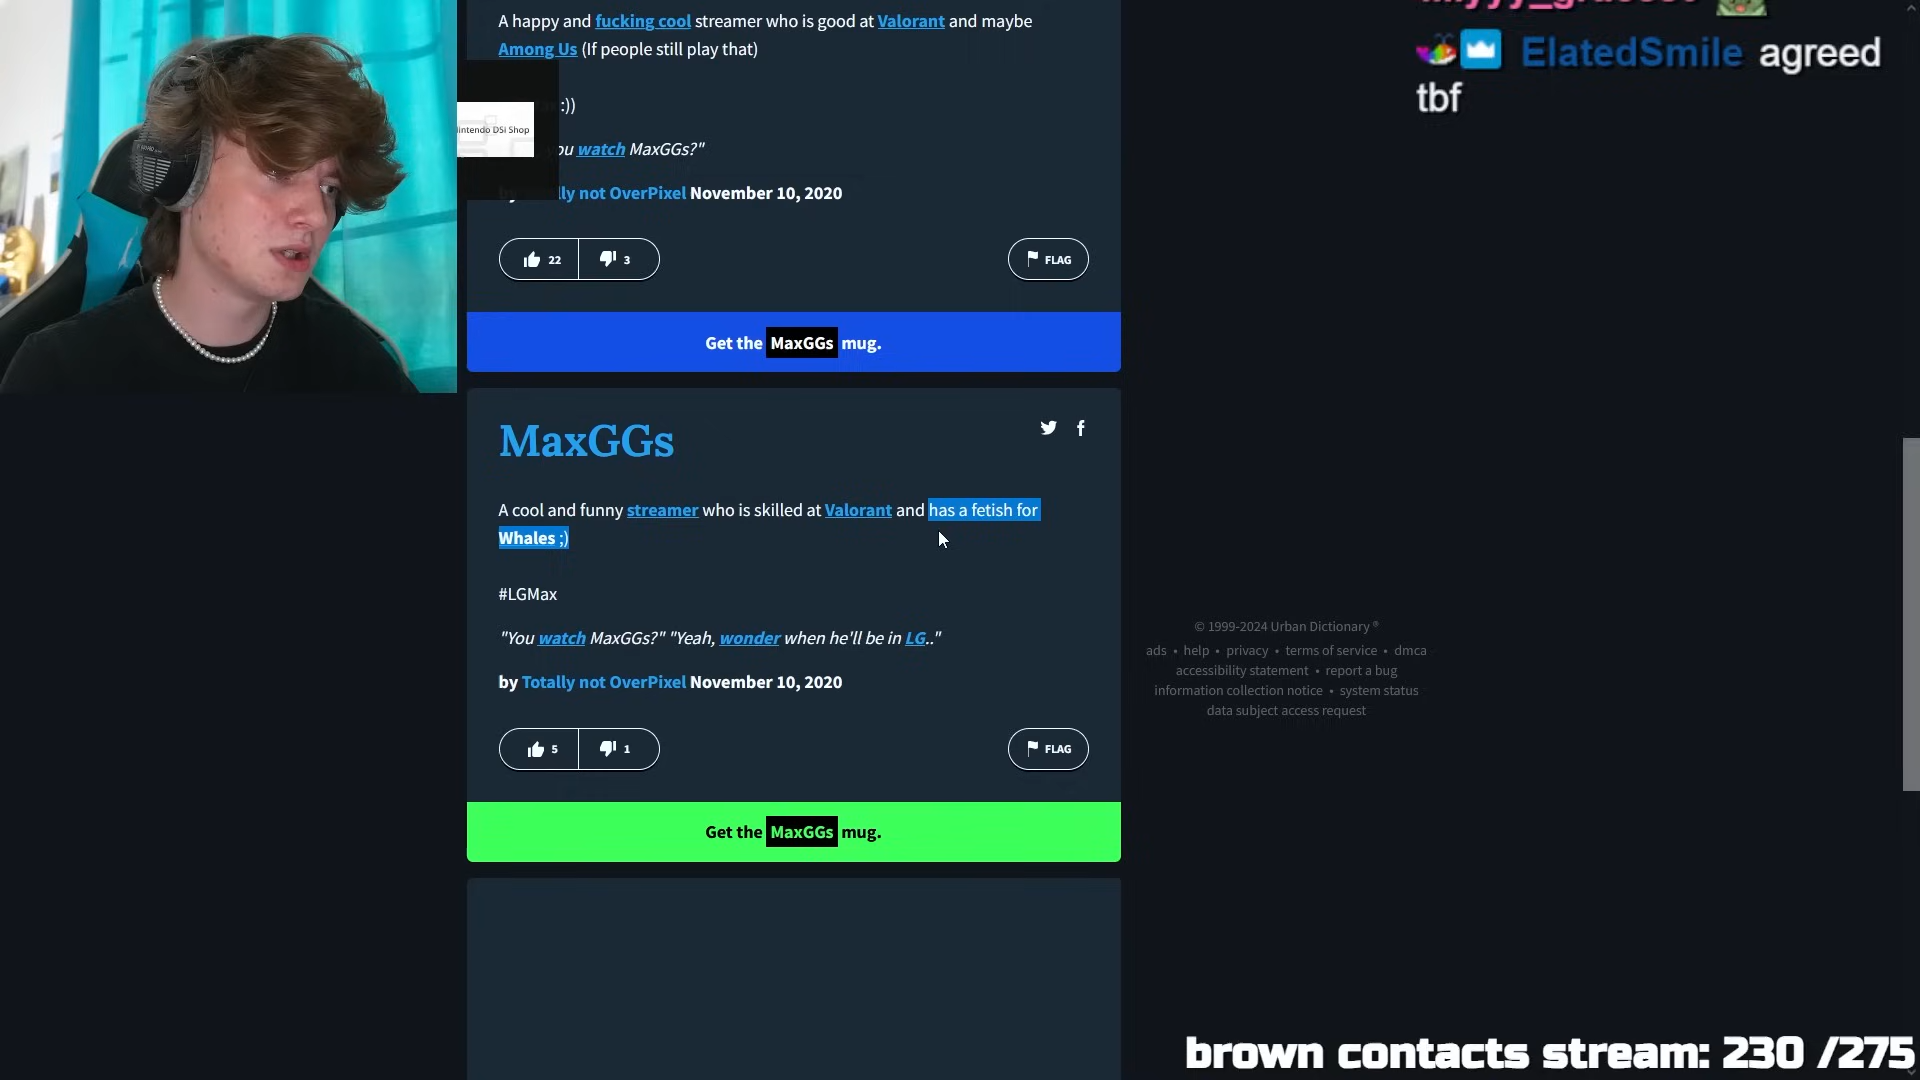 A happy and fucking cool streamer who is good at Valorant and maybe
Among Us (If people still play that)
:))
intendo DSi Shop
ou watch MaxGGs?"
lly not OverPixel November 10, 2020
22
3
FLAG
Get the MaxGGs mug.
MaxGGs
A cool and funny streamer who is skilled at Valorant and has a fetish for
Whales ;)
#LGMax
"You watch MaxGGs?" "Yeah, wonder when he'll be in LG.."
by Totally not OverPixel November 10, 2020
5
1
FLAG
Get the MaxGGs mug.
ElatedSmile agreed
tbf
© 1999-2024 Urban Dictionary ®
ads • help • privacy • terms of service • dmca
accessibility statement • report a bug
information collection notice • system status
data subject access request
brown contacts stream: 230 /275